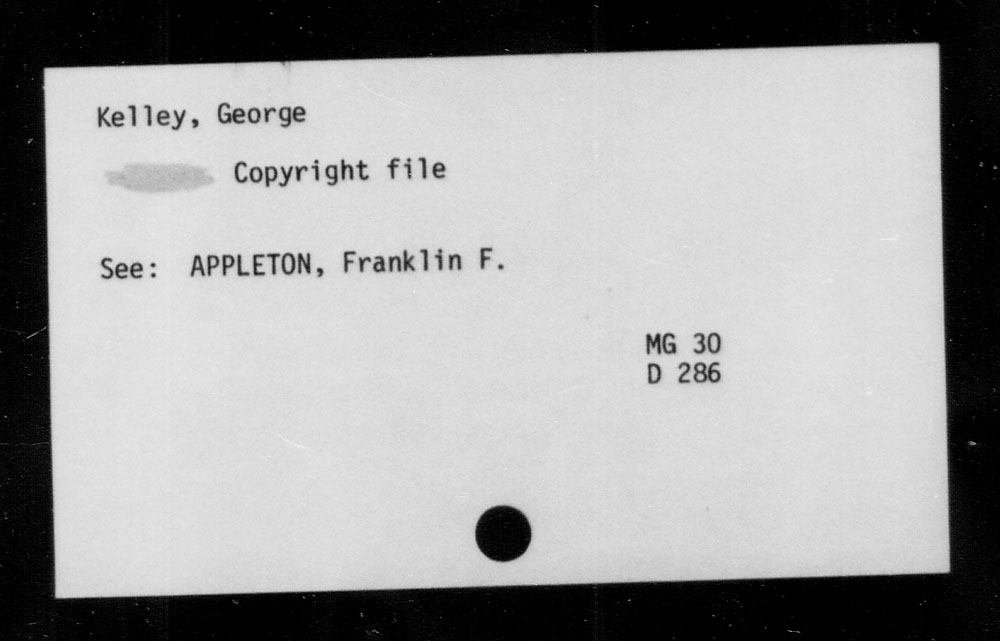 Kelley, George
Copyright file
See: APPLETON, Franklin F.
MG 30
D 286